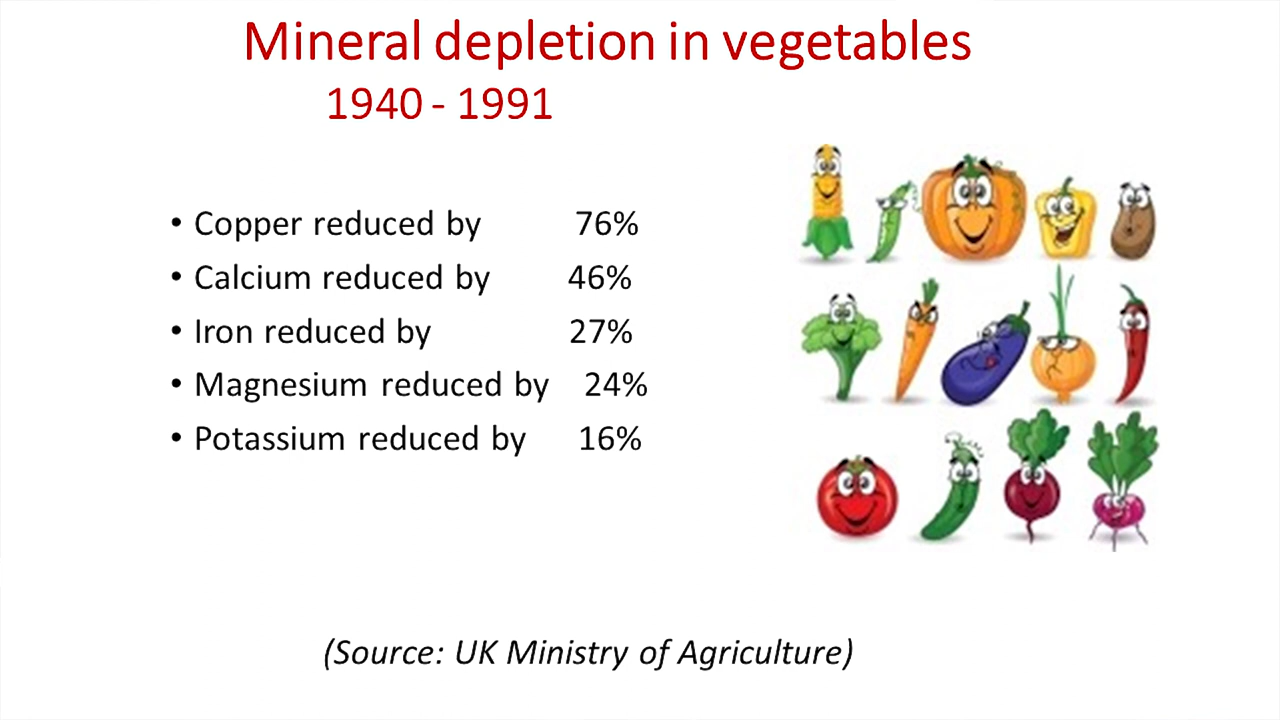 Mineral depletion in vegetables
1940 - 1991
• Copper reduced by 76%
• Calcium reduced by 46%
• Iron reduced by 27%
• Magnesium reduced by 24%
• Potassium reduced by 16%
(Source: UK Ministry of Agriculture)